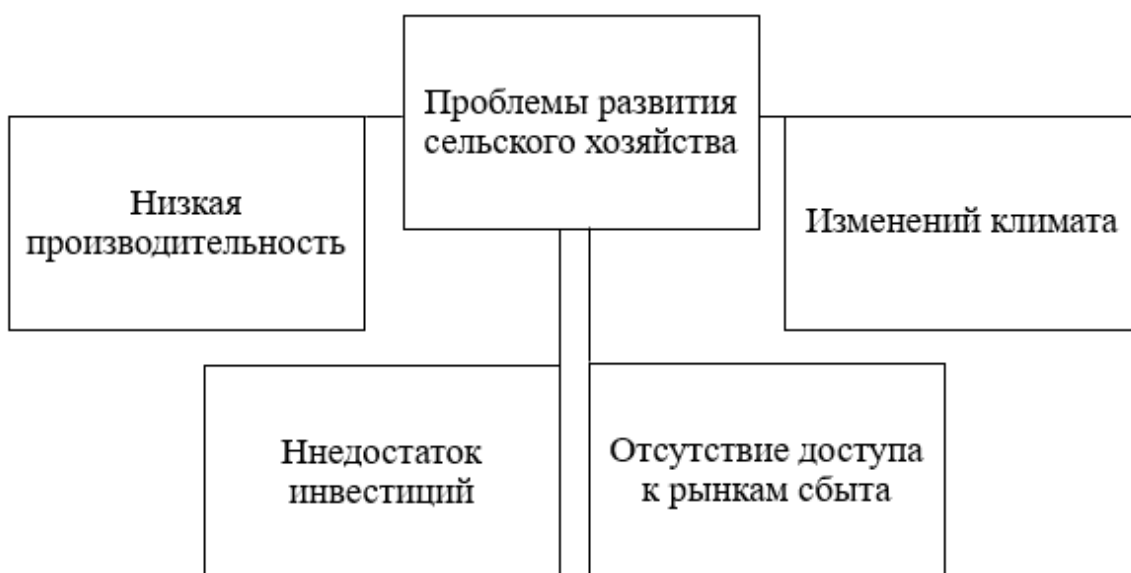 Проблемы развития
сельского хозяйства
Низкая
производительность
Изменений климата
Ннедостаток
инвестиций
Отсутствие доступа
к рынкам сбыта